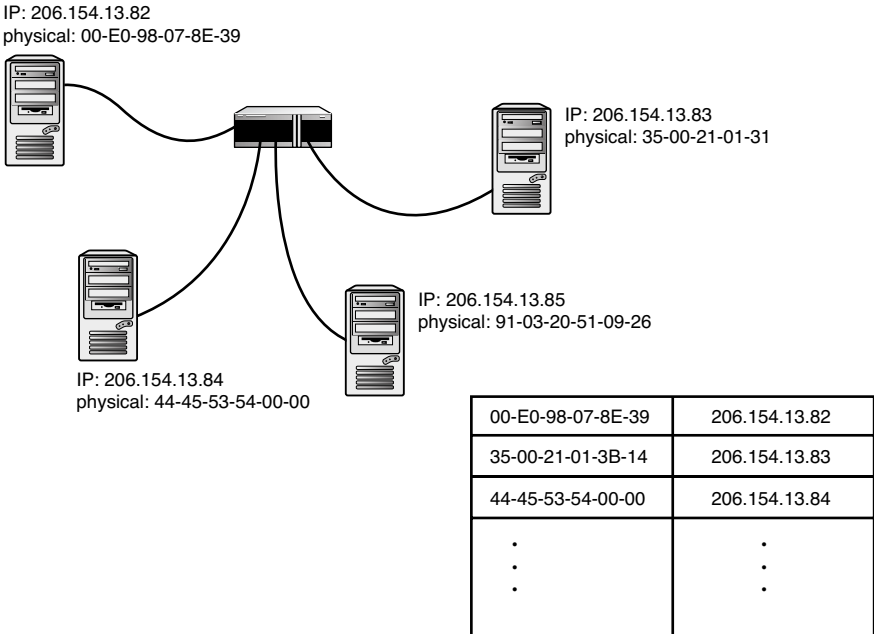 IP: 206.154.13.82
physical: 00-E0-98-07-8E-39
IP: 206.154.13.83
physical: 35-00-21-01-31
IP: 206.154.13.85
physical: 91-03-20-51-09-26
IP: 206.154.13.84
physical: 44-45-53-54-00-00
00-E0-98-07-8E-39 206.154.13.82
35-00-21-01-3B-14 206.154.13.83
44-45-53-54-00-00 206.154.13.84